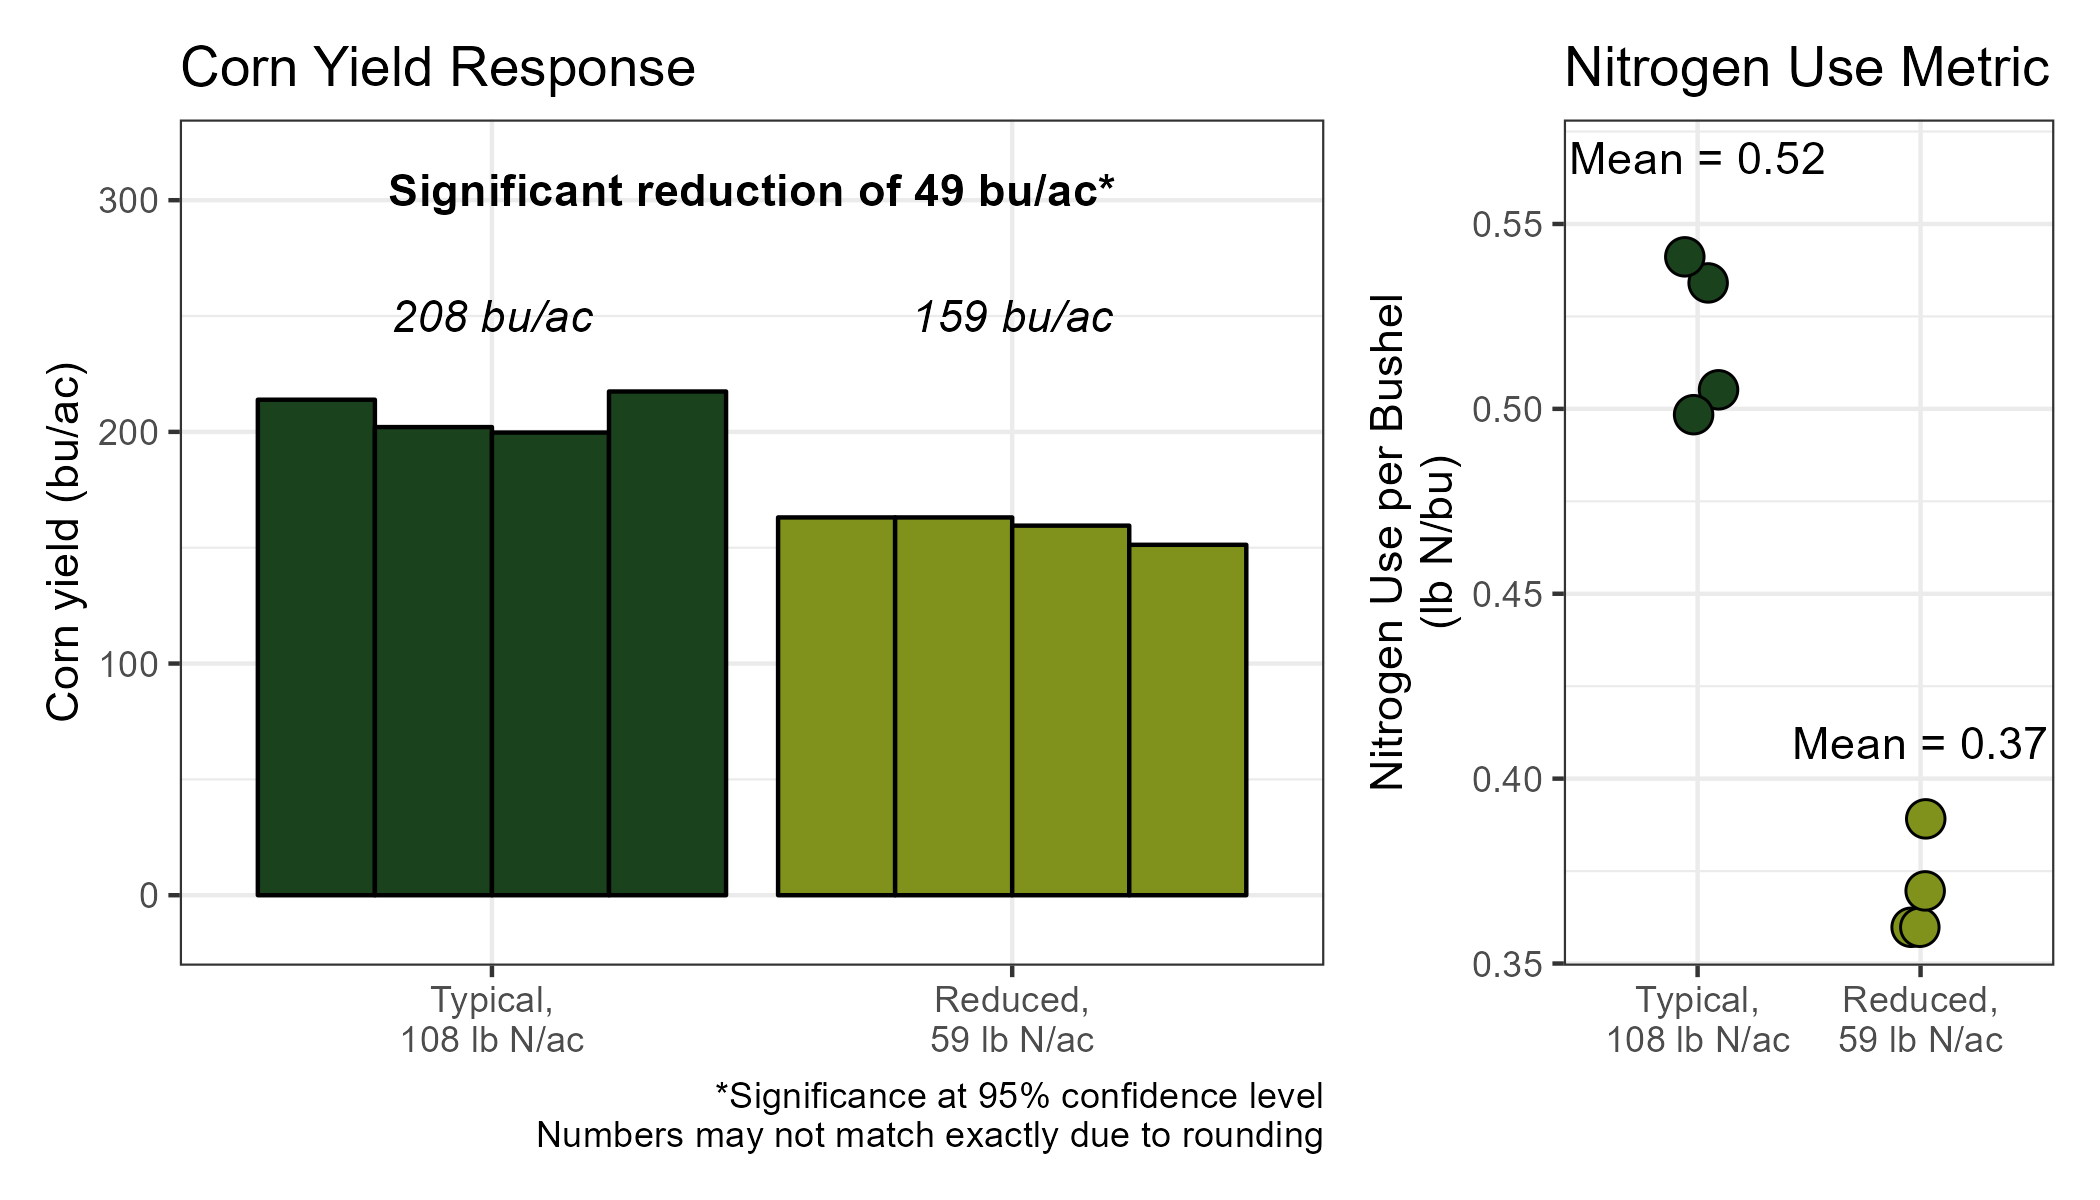 Corn Yield Response
Significant reduction of 49 bu/ac*
208 bu/ac
159 bu/ac
Corn yield (bu/ac)
300
200
100
0
Typical,
108 lb N/ac
Reduced,
59 lb N/ac
*Significance at 95% confidence level
Numbers may not match exactly due to rounding
Nitrogen Use Metric
Mean = 0.52
Mean = 0.37
Nitrogen Use per Bushel
(lb N/bu)
0.55
0.50
0.45
0.40
0.35
Typical,
108 lb N/ac
Reduced,
59 lb N/ac